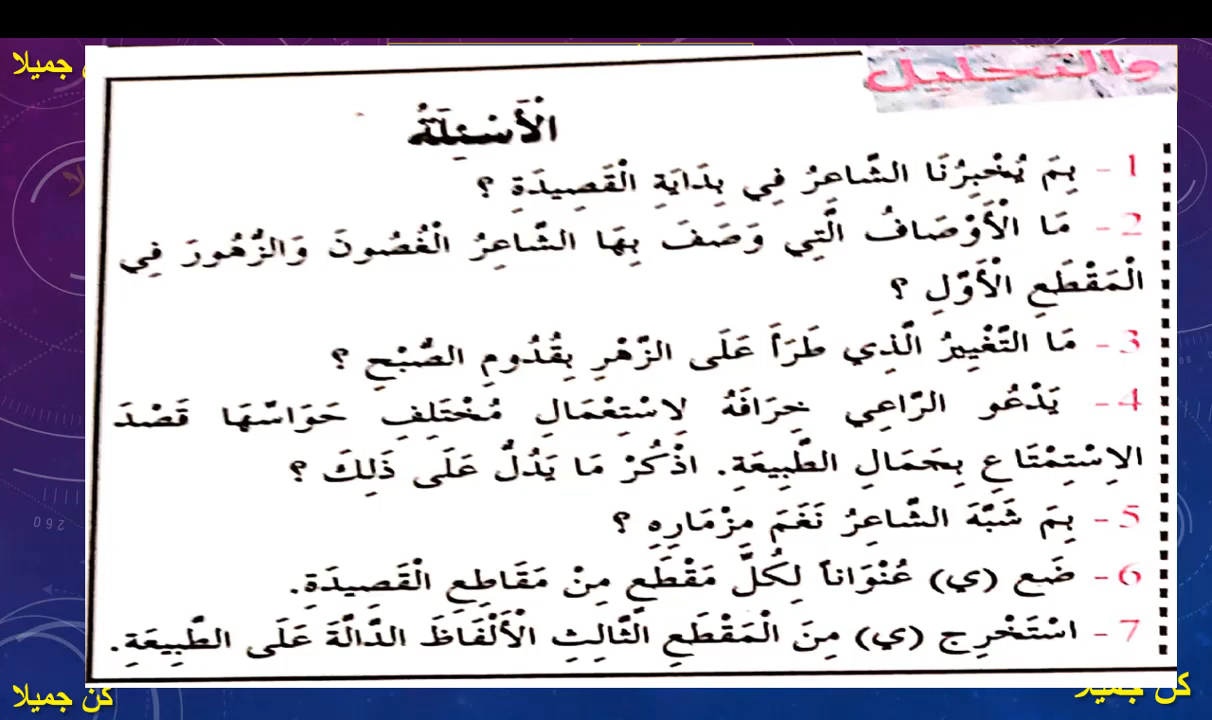 كن جميلا
والتحليل
الْأَسْئِلَةُ
1 - بِمَ يُخْبِرُنَا الشَّاعِرُ فِي بِدَايَةِ الْقَصِيدَةِ ؟
2 - مَا الْأَوْصَافُ الَّتِي وَصَفَ بِهَا الشَّاعِرُ الْغُصُونَ وَالزُّهُورَ فِي
الْمَقْطَعِ الْأَوَّلِ ؟
3 - مَا التَّغْيِيرُ الَّذِي طَرَأَ عَلَى الزَّهْرِ بِقُدُومِ الصُّبْحِ ؟
4 - يَدْعُو الرَّاعِي خِرَافَهُ لِاسْتِعْمَالِ مُخْتَلِفِ حَوَاسِّهَا قَصْدَ
الِاسْتِمْتَاعِ بِجَمَالِ الطَّبِيعَةِ. اذْكُرْ مَا يَدُلُّ عَلَى ذَلِكَ ؟
5 - بِمَ شَبَّهَ الشَّاعِرُ نَغَمَ مِزْمَارِهِ ؟
6 - ضَع (ي) عُنْوَاناً لِكُلِّ مَقْطَعٍ مِنْ مَقَاطِعِ الْقَصِيدَةِ.
7 - اسْتَخْرِج (ي) مِنَ الْمَقْطَعِ الثَّالِثِ الْأَلْفَاظَ الدَّالَّةَ عَلَى الطَّبِيعَةِ.
260
كن جميلا
كن جميلا